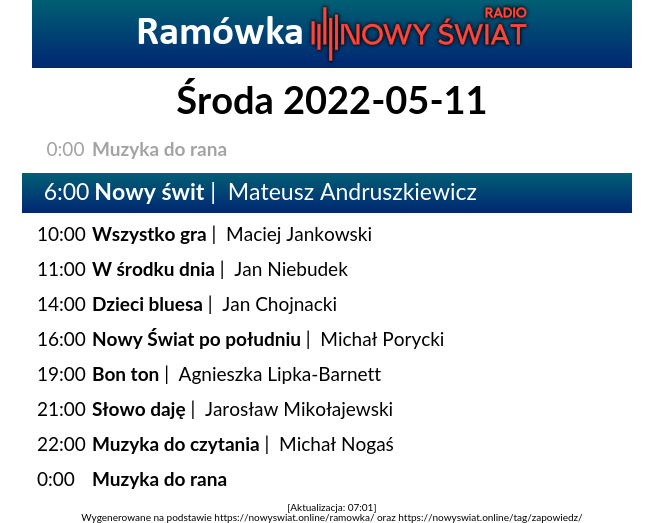 Ramówka RADIO NOWY ŚWIAT
Środa 2022-05-11
0:00 Muzyka do rana
6:00 Nowy świt | Mateusz Andruszkiewicz
10:00 Wszystko gra | Maciej Jankowski
11:00 W środku dnia | Jan Niebudek
14:00 Dzieci bluesa | Jan Chojnacki
16:00 Nowy Świat po południu | Michał Porycki
19:00 Bon ton | Agnieszka Lipka-Barnett
21:00 Słowo daję | Jarosław Mikołajewski
22:00 Muzyka do czytania | Michał Nogaś
0:00 Muzyka do rana
[Aktualizacja: 07:01]
Wygenerowane na podstawie https://nowyswiat.online/ramowka/ oraz https://nowyswiat.online/tag/zapowiedz/